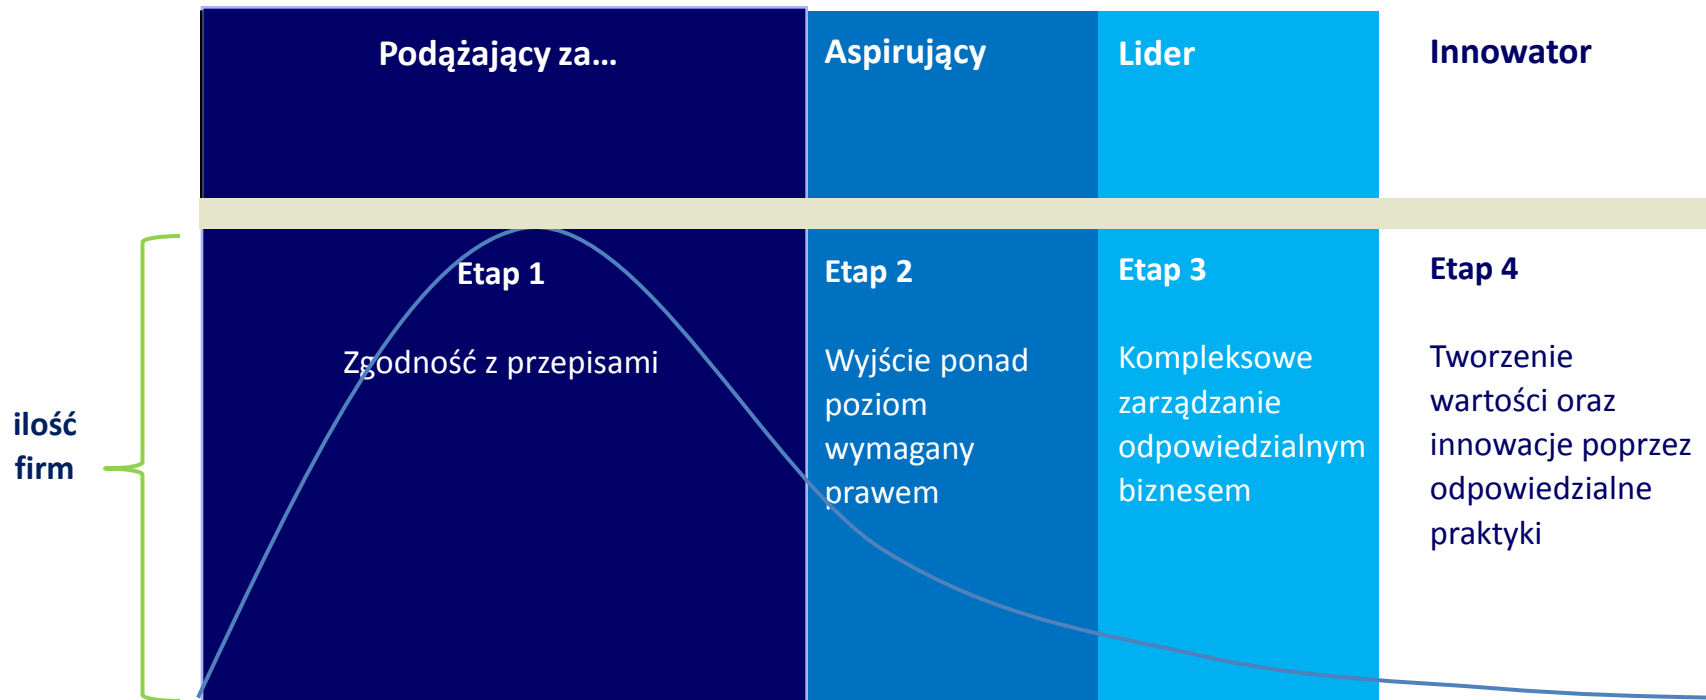 Podążający za...
Aspirujący
Lider
Innowator
Etap 1
Zgodność z przepisami
Etap 2
Wyjście ponad
poziom
wymagany
prawem
Etap 3
Kompleksowe
zarządzanie
odpowiedzialnym
biznesem
Etap 4
Tworzenie
wartości oraz
innowacje poprzez
odpowiedzialne
praktyki
ilość
firm